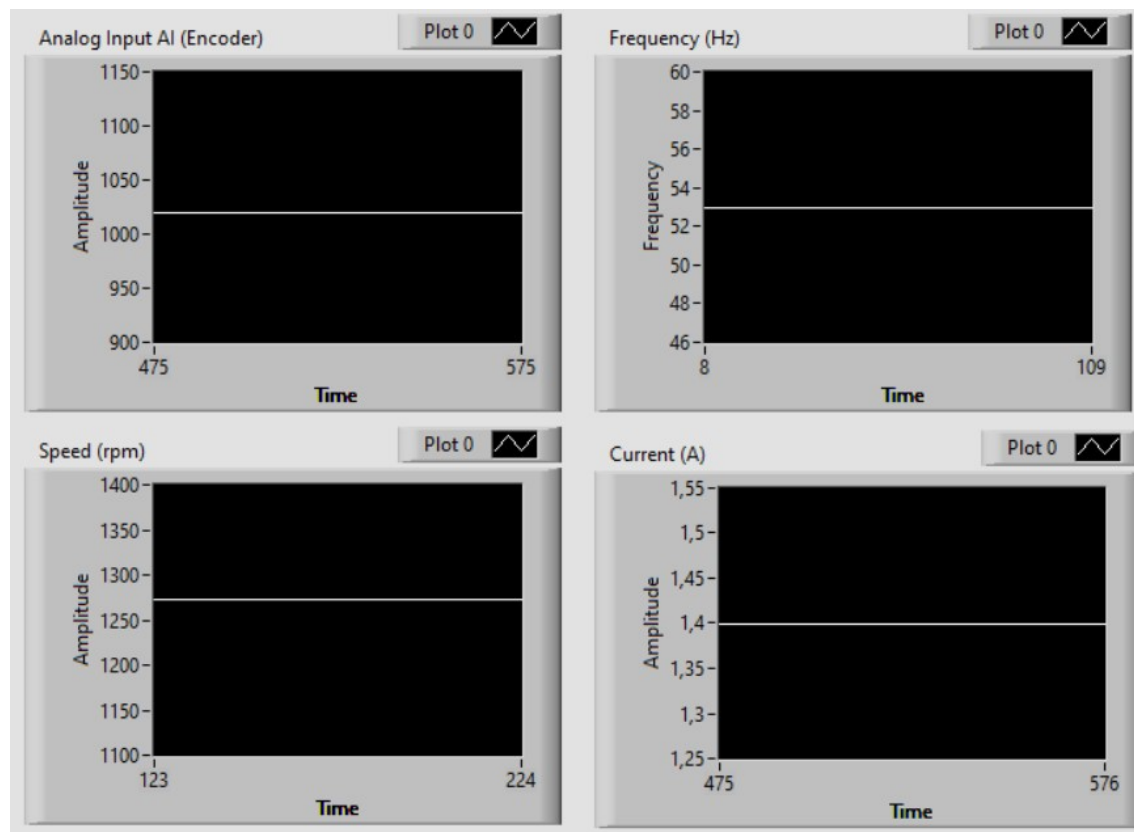 Analog Input AI (Encoder)
Plot 0
1150
1100
1050
1000
950
900
Amplitude
475
575
Time
Frequency (Hz)
Plot 0
60
58
56
54
52
50
48
46
Frequency
8
109
Time
Speed (rpm)
Plot 0
1400
1350
1300
1250
1200
1150
1100
Amplitude
123
224
Time
Current (A)
Plot 0
1,55
1,5
1,45
1,4
1,35
1,3
1,25
Amplitude
475
576
Time